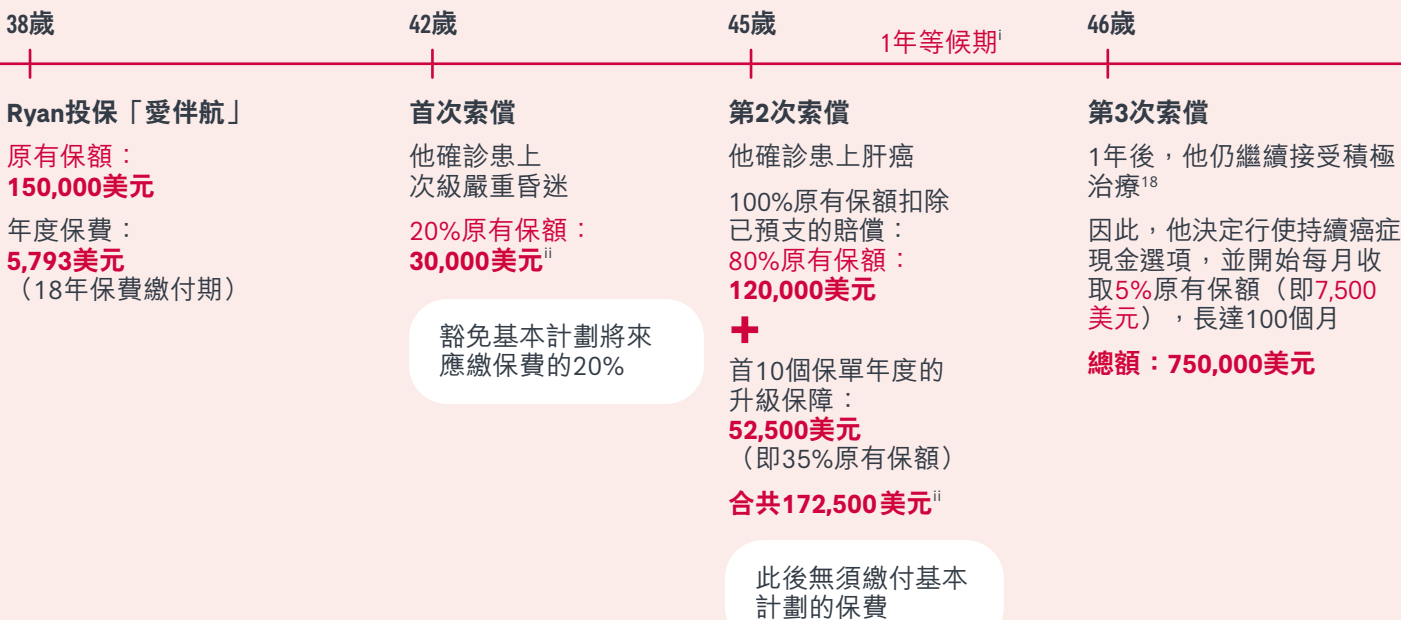 38歲
Ryan投保「愛伴航」
原有保額：
150,000美元
年度保費：
5,793美元
（18年保費繳付期）
42歲
首次索償
他確診患上
次級嚴重昏迷
20%原有保額：
30,000美元ii
豁免基本計劃將來
應繳保費的20%
45歲
1年等候期i
第2次索償
他確診患上肝癌
100%原有保額扣除
已預支的賠償：
80%原有保額：
120,000美元
+
首10個保單年度的
升級保障：
52,500美元
（即35%原有保額）
合共172,500美元ii
此後無須繳付基本
計劃的保費
46歲
第3次索償
1年後，他仍繼續接受積極
治療18
因此，他決定行使持續癌症
現金選項，並開始每月收
取5%原有保額（即7,500
美元），長達100個月
總額：750,000美元